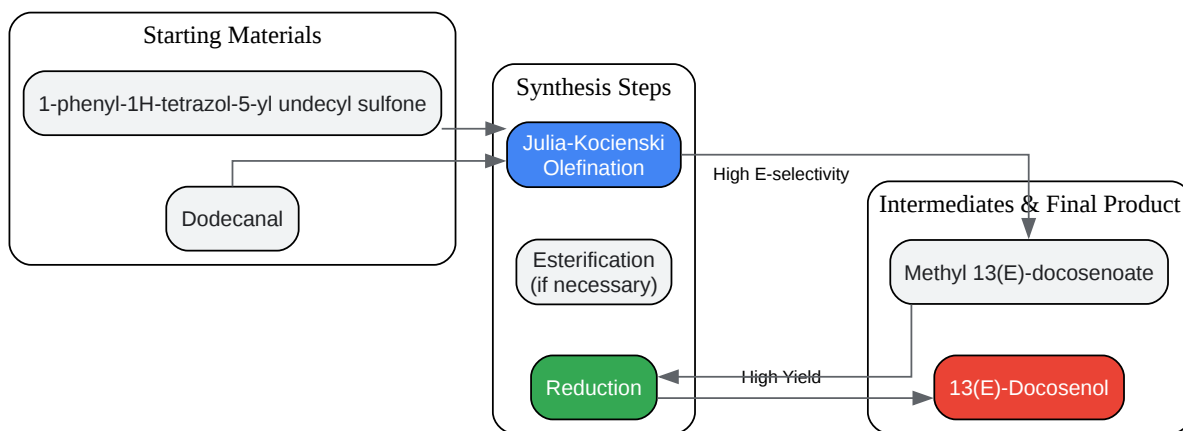 Starting Materials
1-phenyl-1H-tetrazol-5-yl undecyl sulfone
Dodecanal
Synthesis Steps
Julia-Kocienski
Olefination
High E-selectivity
Esterification
(if necessary)
Reduction
High Yield
Intermediates & Final Product
Methyl 13(E)-docosenoate
13(E)-Docosenol